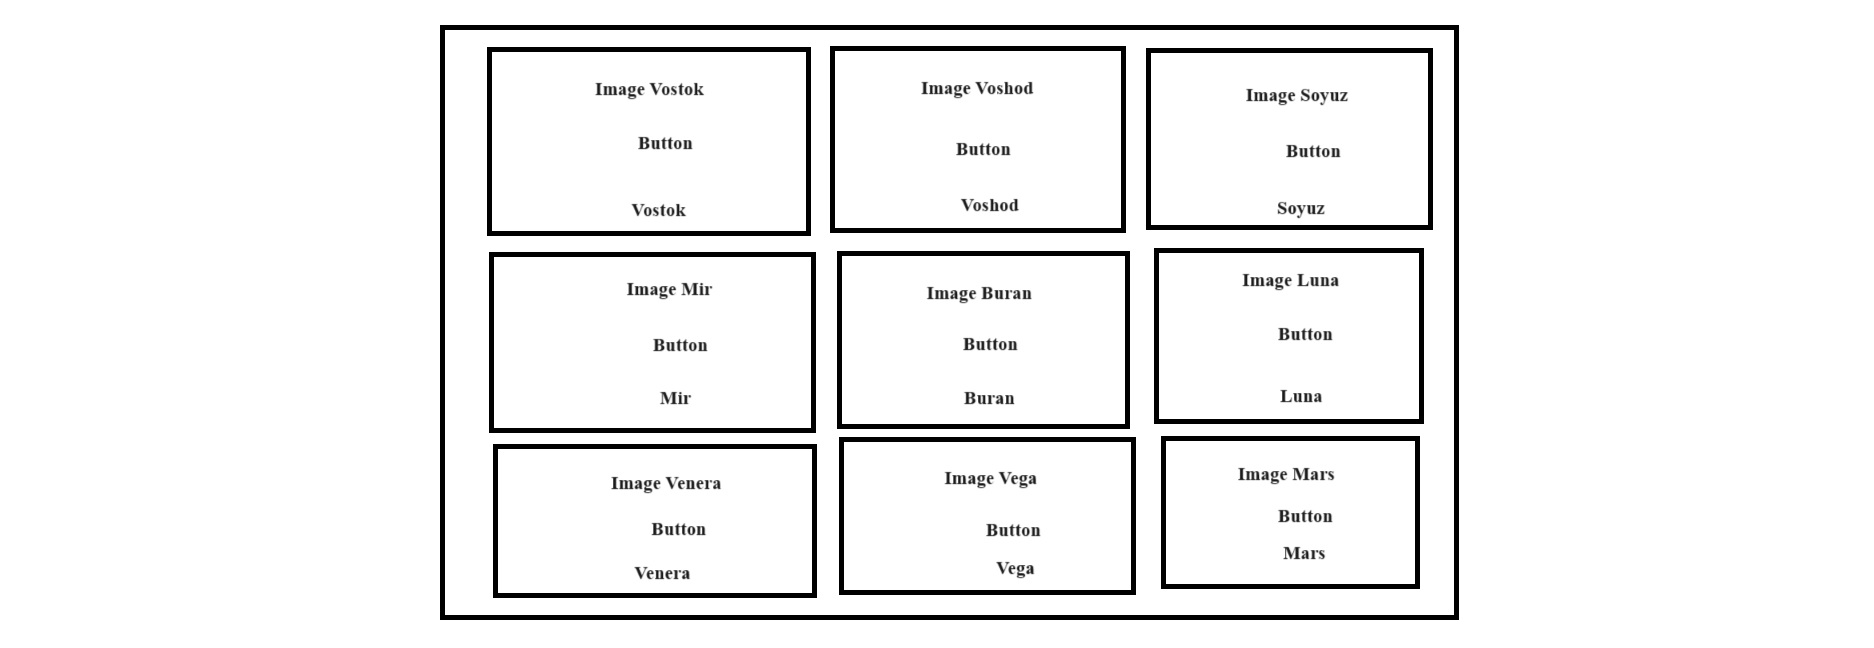 Image Vostok
Button
Vostok
Image Voshod
Button
Voshod
Image Soyuz
Button
Soyuz
Image Mir
Button
Mir
Image Buran
Button
Buran
Image Luna
Button
Luna
Image Venera
Button
Venera
Image Vega
Button
Vega
Image Mars
Button
Mars